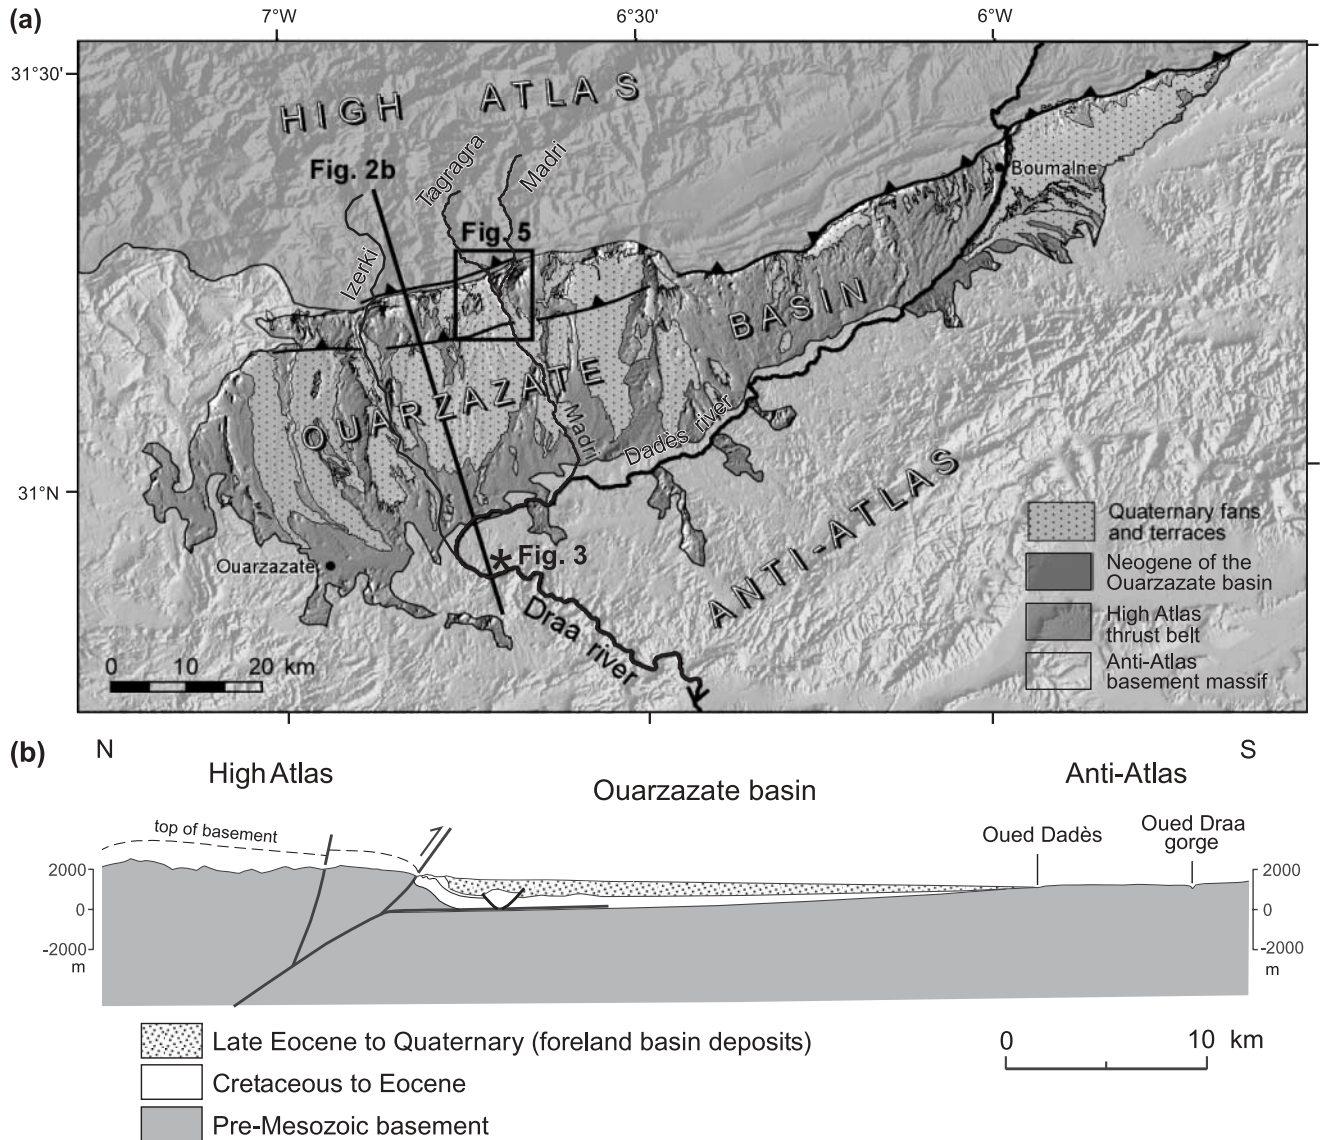 (a)
7°W
6°30'
6°W
31°30'
HIGH ATLAS
Fig. 2b
Tagragra
Madri
Boumalne
Fig. 5
Izerki
BASIN
OUARZAZATE
Madri
Dadès river
31°N
ANTI-ATLAS
Quaternary fans
and terraces
Ouarzazate
Fig. 3
Neogene of the
Ouarzazate basin
Draa river
High Atlas
thrust belt
0 10 20 km
Anti-Atlas
basement massif
(b)
N
S
High Atlas
Ouarzazate basin
Anti-Atlas
top of basement
Oued Dadès
Oued Draa
gorge
2000
0
-2000
m
2000
0
-2000
m
Late Eocene to Quaternary (foreland basin deposits)
0 10 km
Cretaceous to Eocene
Pre-Mesozoic basement